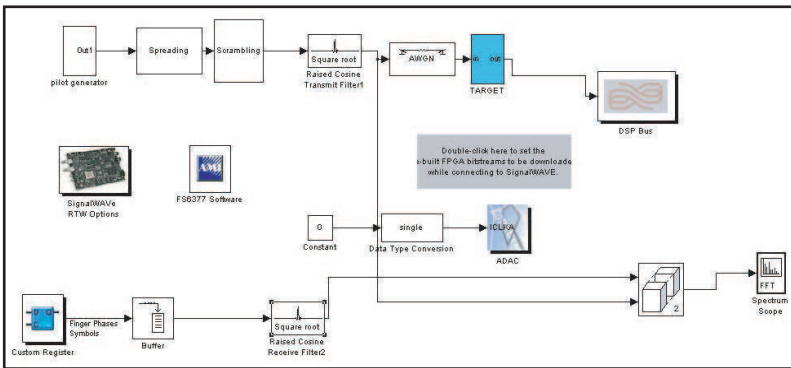 Out1
pilot generator
Spreading
Scrambling
Square root
Raised Cosine
Transmit Filter1
AWGN
in out
TARGET
DSP Bus
SignalWAVe
RTW Options
AMI
FS6377 Software
Double-click here to set the
e-built FPGA bitstreams to be downloade
while connecting to SignalWAVE.
0
Constant
single
Data Type Conversion
ICLKA
ADAC
Custom Register
Finger Phases
Symbols
Buffer
Square root
Raised Cosine
Receive Filter2
2
FFT
Spectrum
Scope